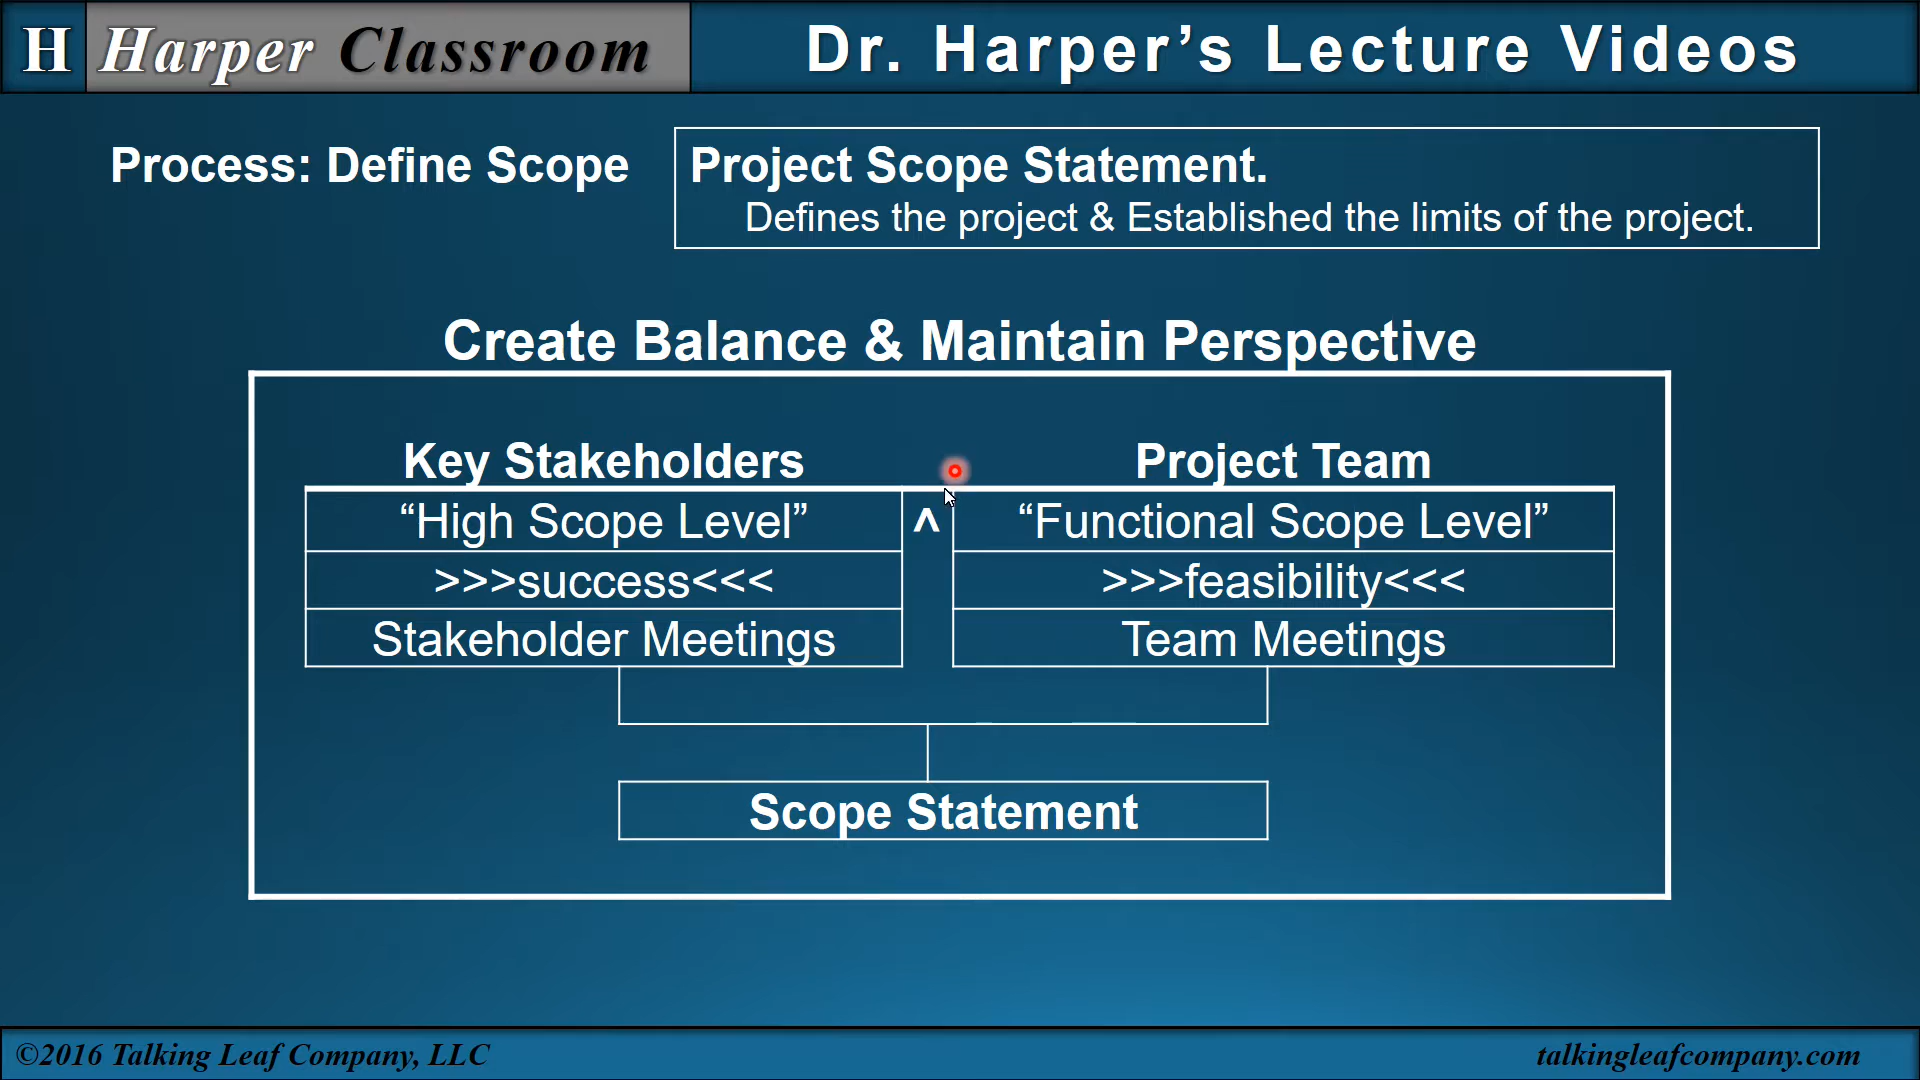 H Harper Classroom
Dr. Harper’s Lecture Videos
Process: Define Scope
Project Scope Statement.
Defines the project & Established the limits of the project.
Create Balance & Maintain Perspective
Key Stakeholders
Project Team
“High Scope Level”
^
“Functional Scope Level”
>>>success<<<
>>>feasibility<<<
Stakeholder Meetings
Team Meetings
Scope Statement
©2016 Talking Leaf Company, LLC
talkingleafcompany.com